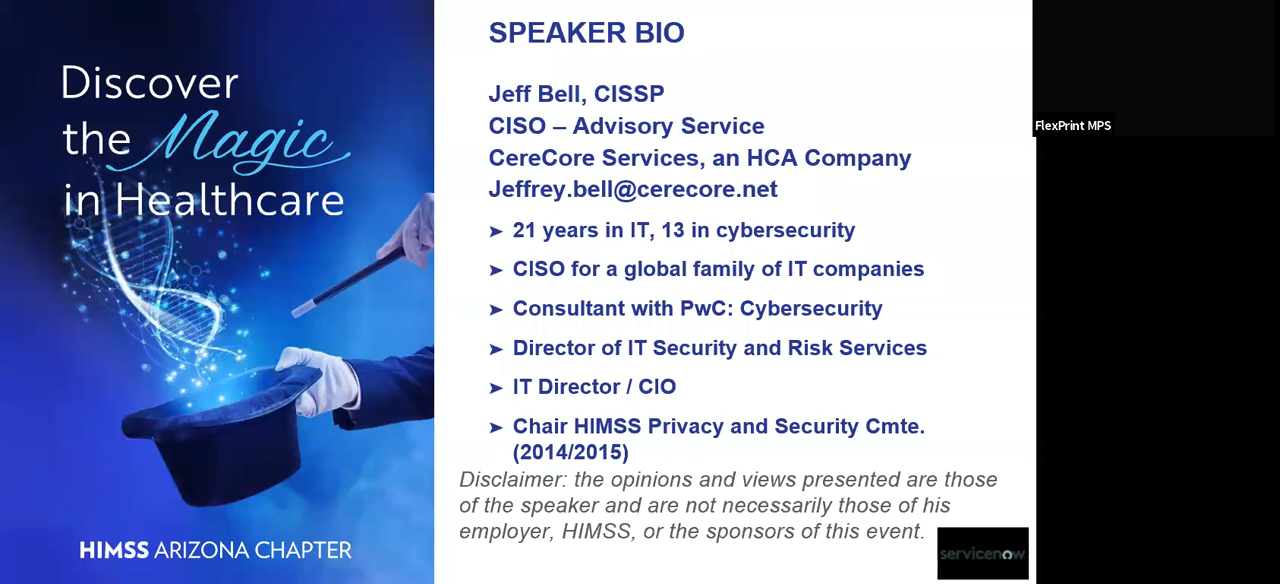 Discover
the Magic
in Healthcare
HIMSS ARIZONA CHAPTER
SPEAKER BIO
Jeff Bell, CISSP
CISO – Advisory Service
CereCore Services, an HCA Company
Jeffrey.bell@cerecore.net
➤ 21 years in IT, 13 in cybersecurity
➤ CISO for a global family of IT companies
➤ Consultant with PwC: Cybersecurity
➤ Director of IT Security and Risk Services
➤ IT Director / CIO
➤ Chair HIMSS Privacy and Security Cmte.
(2014/2015)
Disclaimer: the opinions and views presented are those
of the speaker and are not necessarily those of his
employer, HIMSS, or the sponsors of this event.
servicenow
FlexPrint MPS